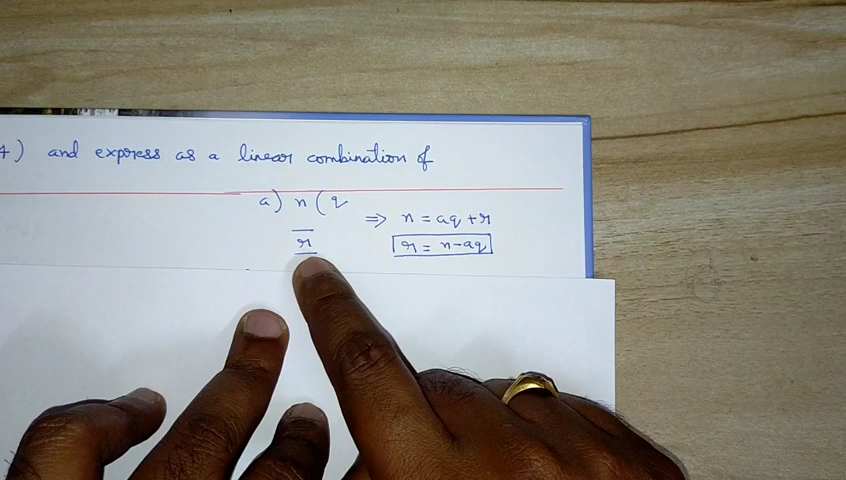 4) and express as a linear combination of
a) n ( q
⇒ n = aq + r
r
r = n - aq